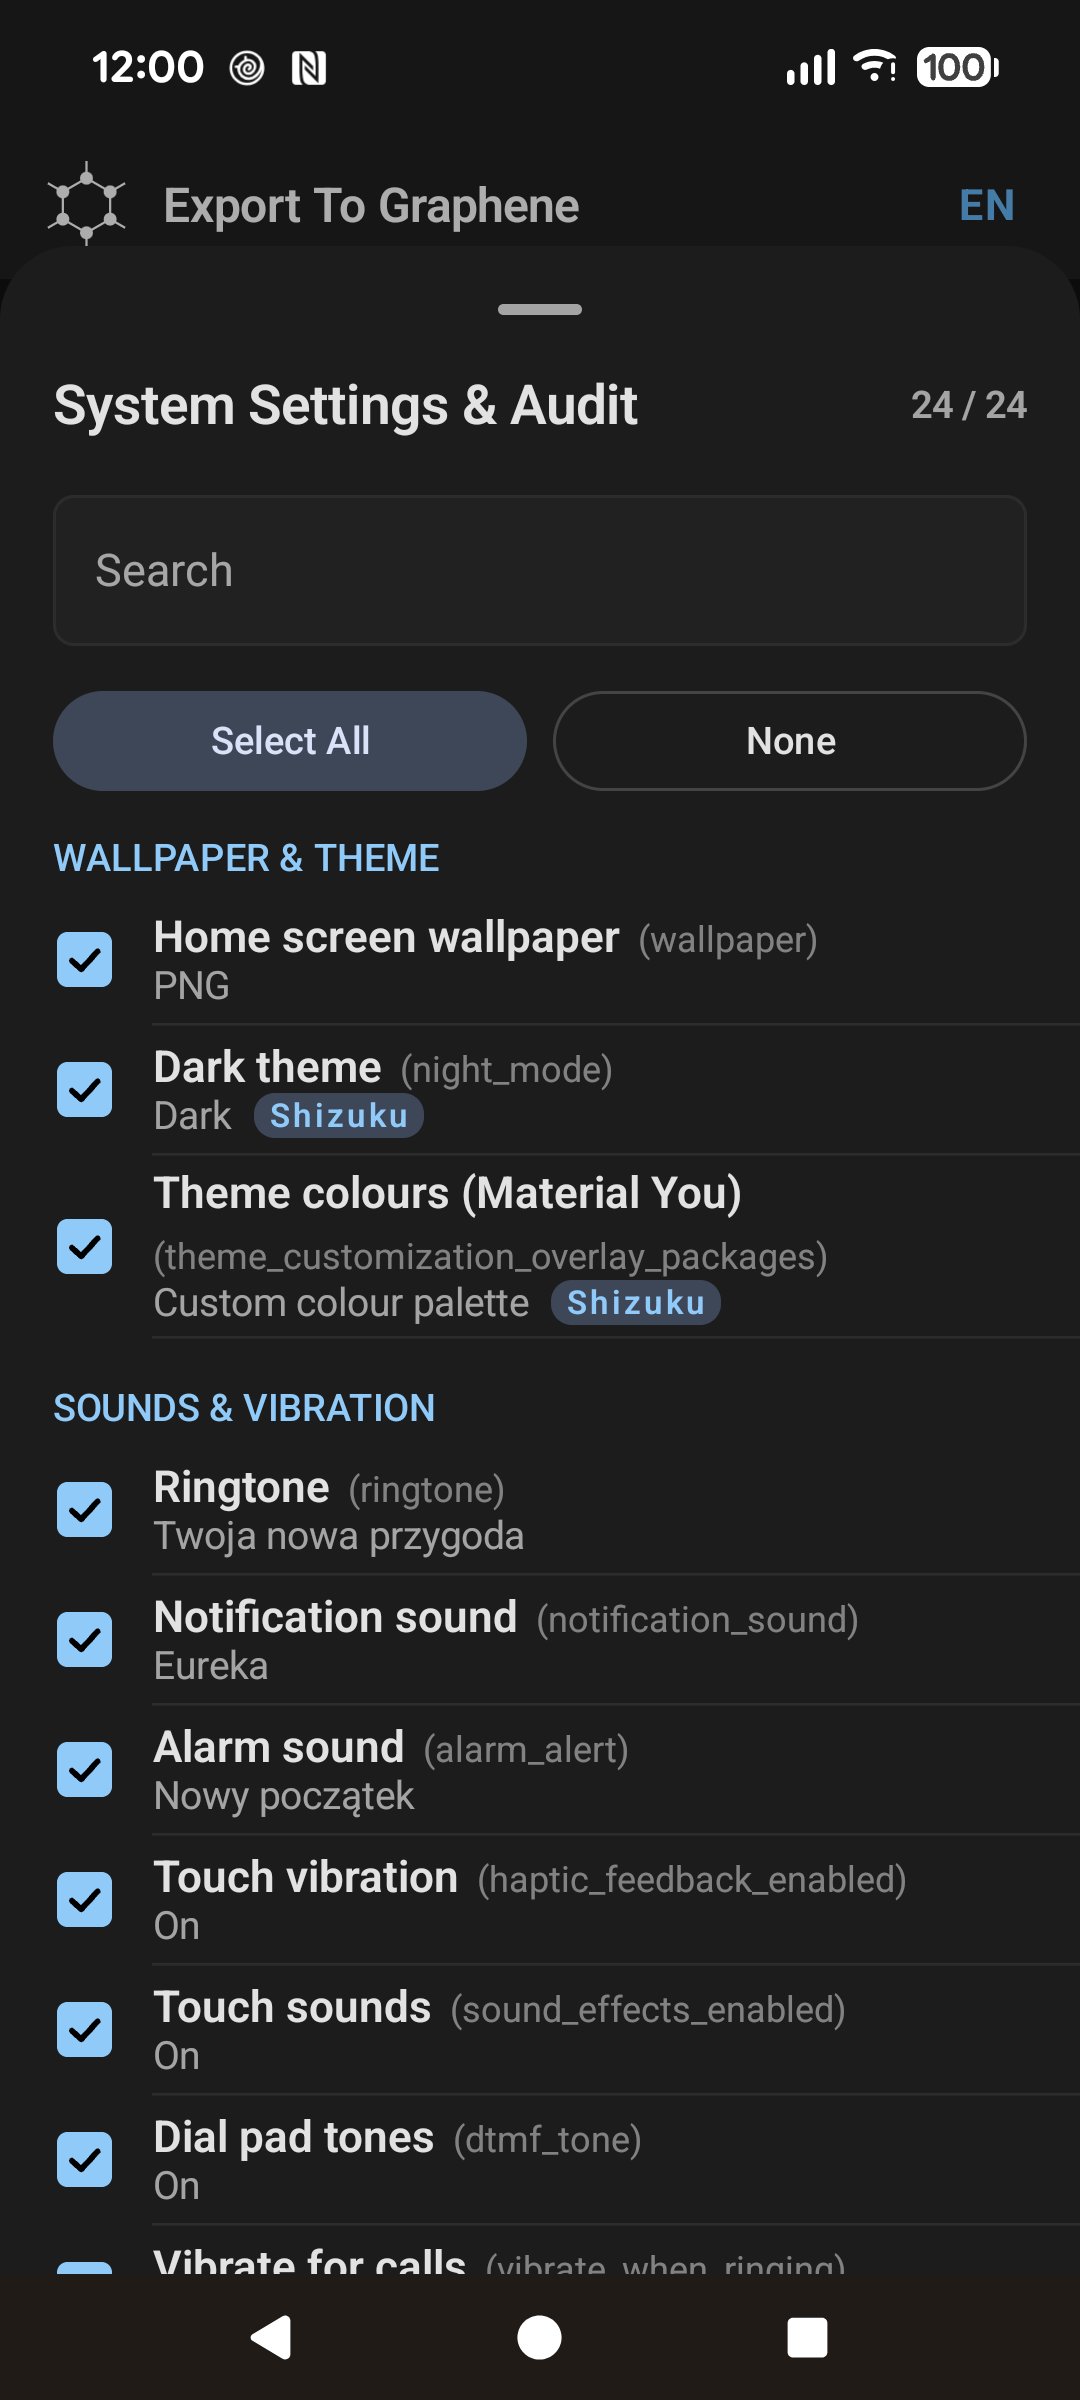 12:00
100
Export To Graphene
EN
System Settings & Audit
24 / 24
Search
Select All
None
WALLPAPER & THEME
Home screen wallpaper (wallpaper)
PNG
Dark theme (night_mode)
Dark Shizuku
Theme colours (Material You)
(theme_customization_overlay_packages)
Custom colour palette Shizuku
SOUNDS & VIBRATION
Ringtone (ringtone)
Twoja nowa przygoda
Notification sound (notification_sound)
Eureka
Alarm sound (alarm_alert)
Nowy początek
Touch vibration (haptic_feedback_enabled)
On
Touch sounds (sound_effects_enabled)
On
Dial pad tones (dtmf_tone)
On
Vibrate for calls (vibrate_when_ringing)